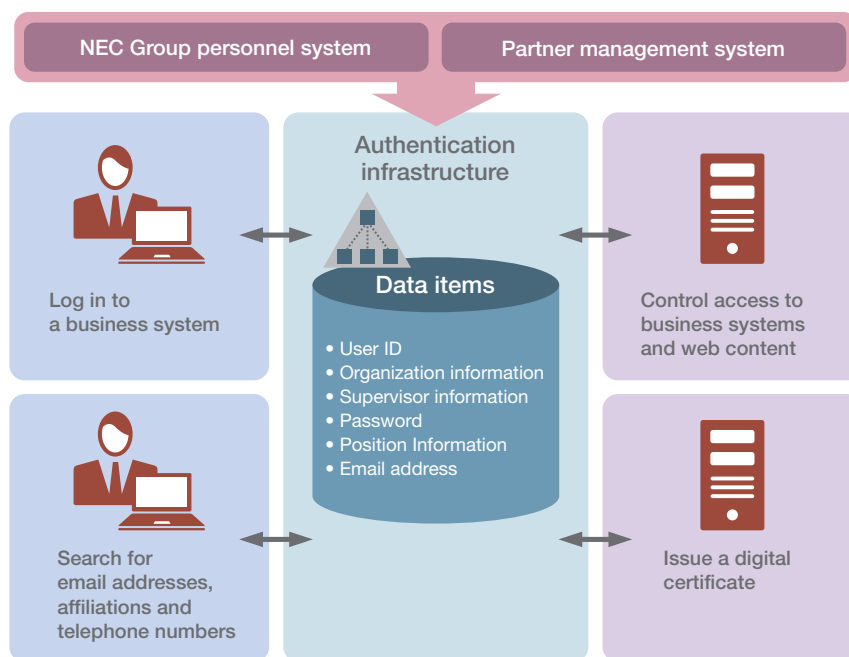 NEC Group personnel system
Partner management system
Authentication
infrastructure
Log in to
a business system
Data items
• User ID
• Organization information
• Supervisor information
• Password
• Position Information
• Email address
Control access to
business systems
and web content
Search for
email addresses,
affiliations and
telephone numbers
Issue a digital
certificate